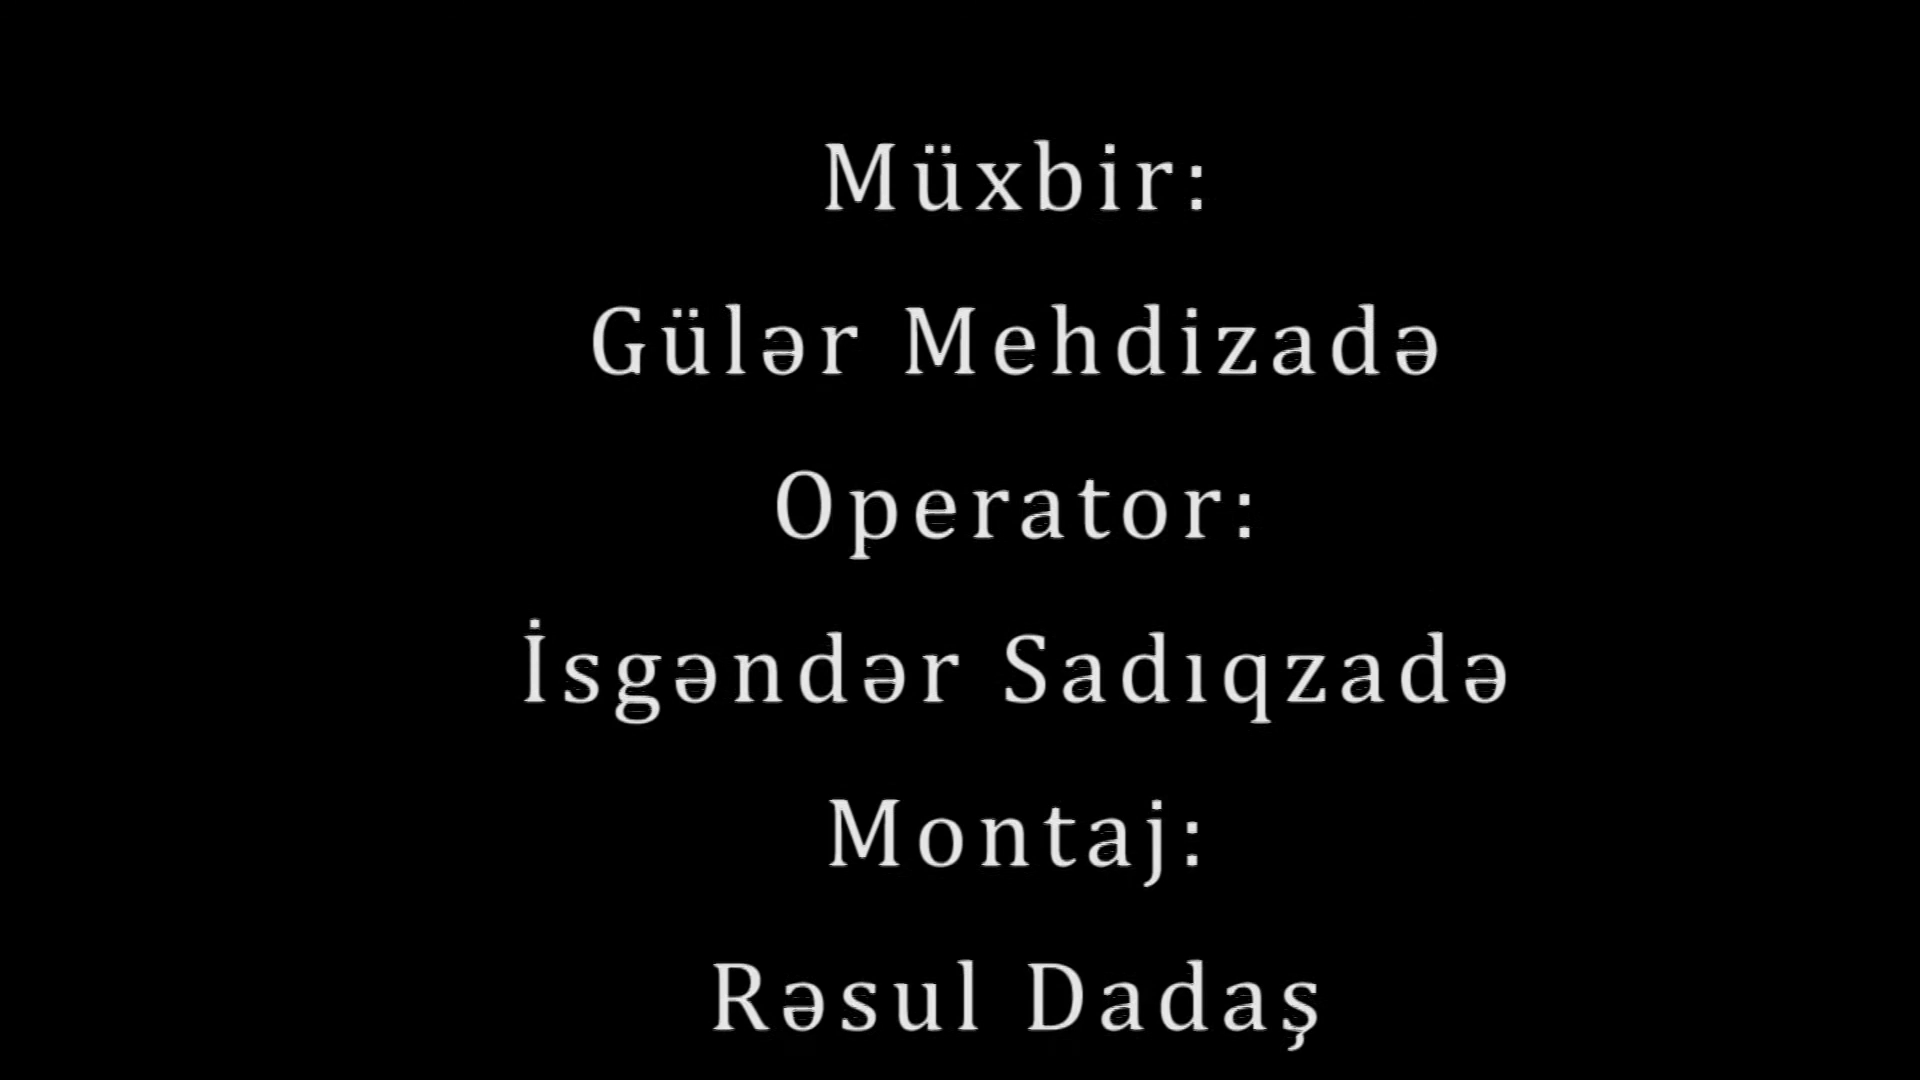 Müxbir:
Gülər Mehdizadə
Operator:
İsgəndər Sadıqzadə
Montaj:
Rəsul Dadaş